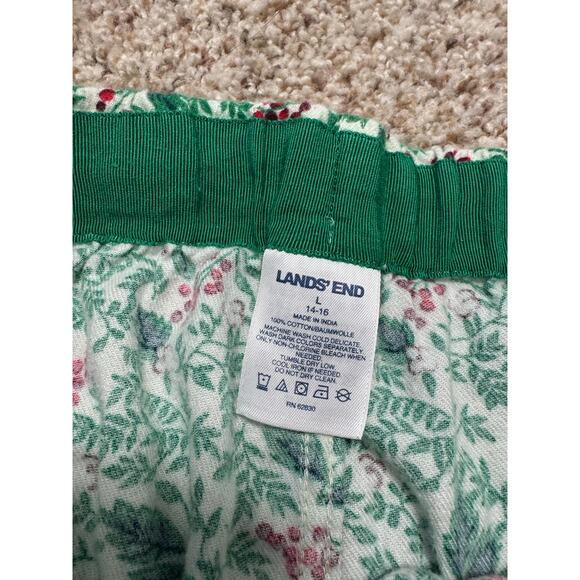 LANDS' END
L
14-16
MADE IN INDIA
100% COTTON/BAUMWOLLE
MACHINE WASH COLD DELICATE.
WASH DARK COLORS SEPARATELY.
ONLY NON-CHLORINE BLEACH WHEN
NEEDED.
TUMBLE DRY LOW
COOL IRON IF NEEDED.
DO NOT DRY CLEAN.
RN 62830